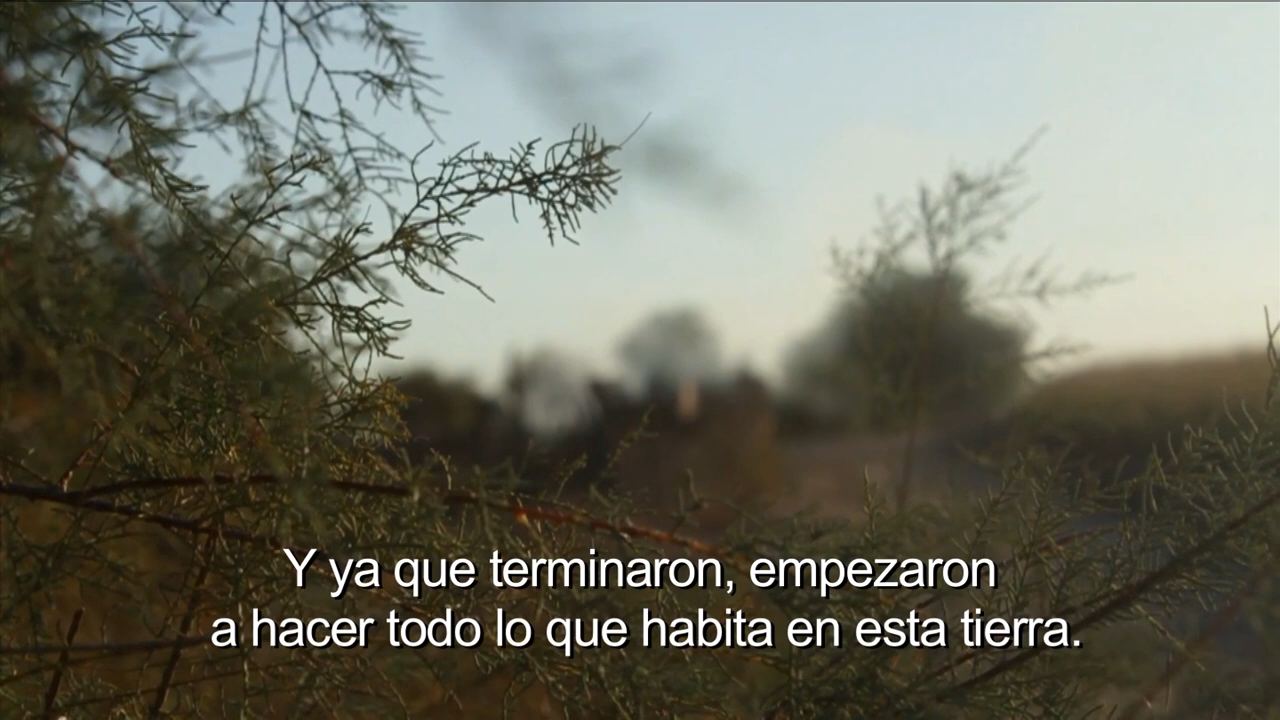 Y ya que terminaron, empezaron
a hacer todo lo que habita en esta tierra.